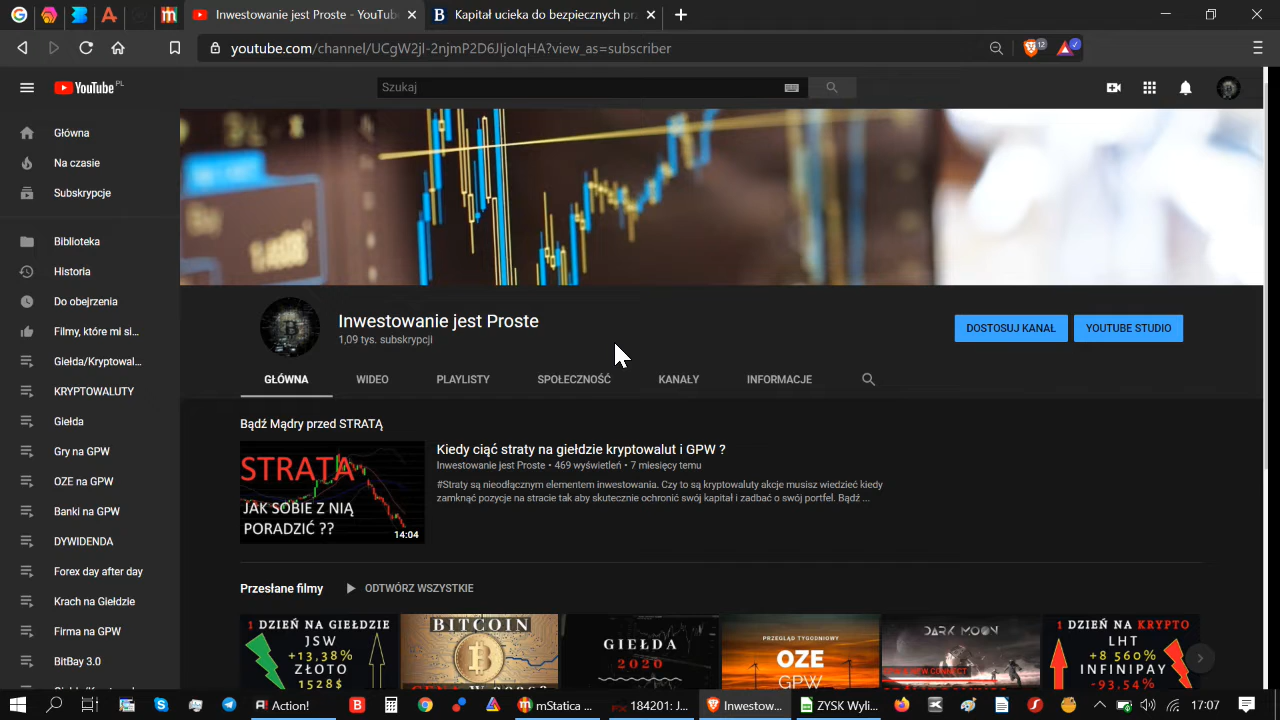 Inwestowanie jest Proste - YouTube
Kapitał ucieka do bezpiecznych prz
youtube.com/channel/UCgW2jI-2njmP2D6JIjoIqHA?view_as=subscriber
12
YouTube PL
Szukaj
Główna
Na czasie
Subskrypcje
Biblioteka
Historia
Do obejrzenia
Filmy, które mi si...
Giełda/Kryptowal...
KRYPTOWALUTY
Giełda
Gry na GPW
OZE na GPW
Banki na GPW
DYWIDENDA
Forex day after day
Krach na Giełdzie
Firma na GPW
BitBay 3.0
Inwestowanie jest Proste
1,09 tys. subskrypcji
DOSTOSUJ KANAŁ
YOUTUBE STUDIO
GŁÓWNA
WIDEO
PLAYLISTY
SPOŁECZNOŚĆ
KANAŁY
INFORMACJE
Bądź Mądry przed STRATĄ
STRATA
JAK SOBIE Z NIĄ
PORADZIĆ ??
14:04
Kiedy ciąć straty na giełdzie kryptowalut i GPW ?
Inwestowanie jest Proste • 469 wyświetleń • 7 miesięcy temu
#Straty są nieodłącznym elementem inwestowania. Czy to są kryptowaluty akcje musisz wiedzieć kiedy
zamknąć pozycje na stracie tak aby skutecznie ochronić swój kapitał i zadbać o swój portfel. Bądź ...
Przesłane filmy
ODTWÓRZ WSZYSTKIE
1 DZIEŃ NA GIEŁDZIE
JSW
+13,38%
ZŁOTO
1528$
BITCOIN
GIEŁDA
2020
PRZEGLĄD TYGODNIOWY
OZE
GPW
DARK MOON
1 DZIEŃ NA KRYPTO
LHT
+8 560%
INFINIPAY
-93,54%
Action!
mStatica ...
184201: J...
Inwestow...
ZYSK Wyli...
17:07